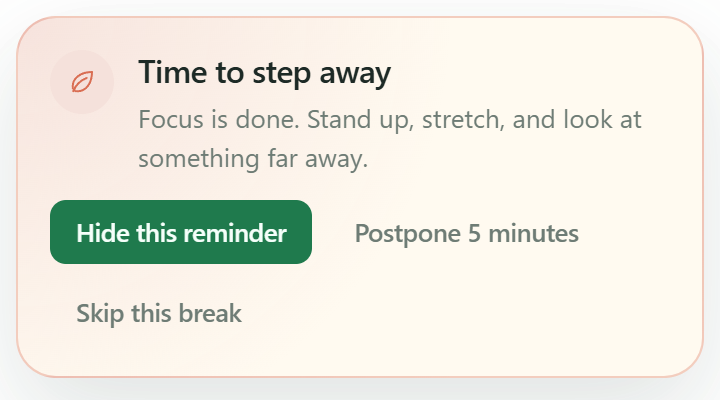 Time to step away
Focus is done. Stand up, stretch, and look at
something far away.
Hide this reminder
Postpone 5 minutes
Skip this break